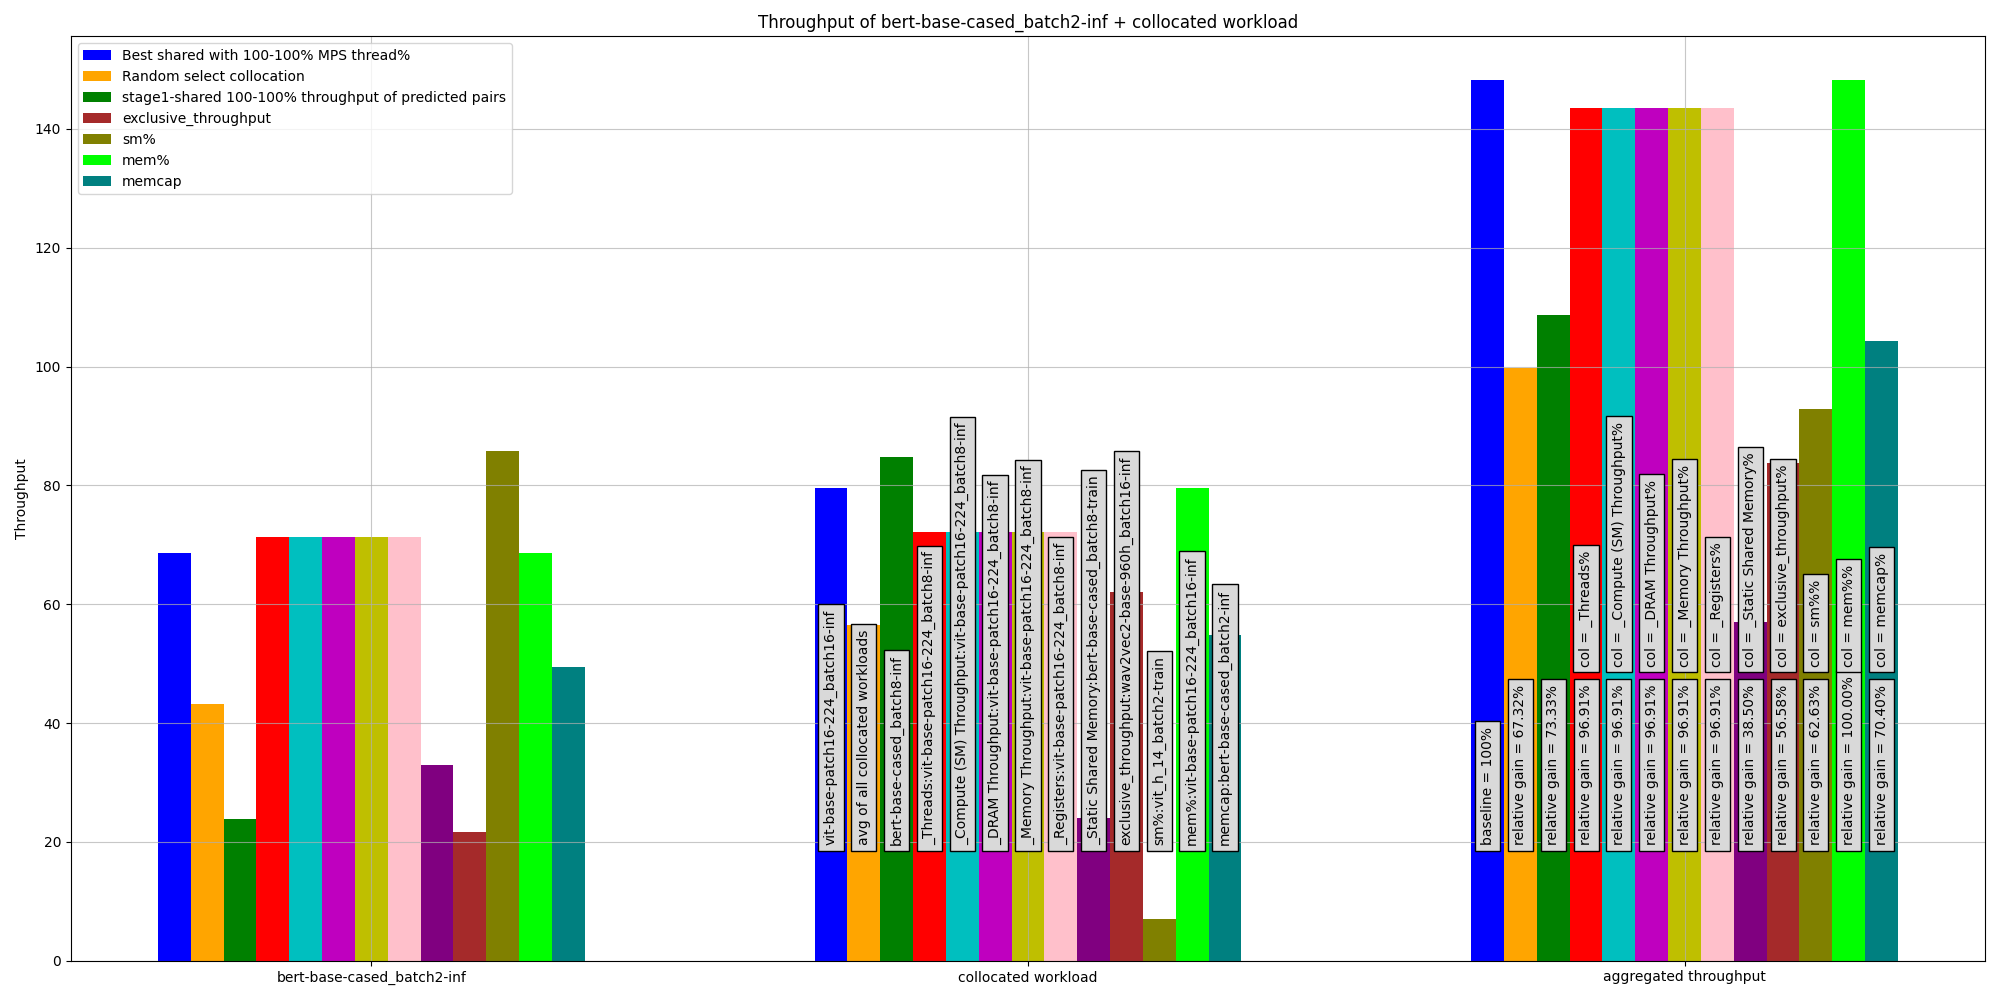 Throughput of bert-base-cased_batch2-inf + collocated workload
Best shared with 100-100% MPS thread%
Random select collocation
stage1-shared 100-100% throughput of predicted pairs
exclusive_throughput
sm%
mem%
memcap
Throughput
140
120
100
80
60
40
20
0
vit-base-patch16-224_batch16-inf
avg of all collocated workloads
bert-base-cased_batch8-inf
_Threads:vit-base-patch16-224_batch8-inf
_Compute (SM) Throughput:vit-base-patch16-224_batch8-inf
_DRAM Throughput:vit-base-patch16-224_batch8-inf
_Memory Throughput:vit-base-patch16-224_batch8-inf
_Registers:vit-base-patch16-224_batch8-inf
_Static Shared Memory:bert-base-cased_batch8-train
exclusive_throughput:wav2vec2-base-960h_batch16-inf
sm%:vit_h_14_batch2-train
mem%:vit-base-patch16-224_batch16-inf
memcap:bert-base-cased_batch2-inf
col = _Threads%
col = _Compute (SM) Throughput%
col = _DRAM Throughput%
col = _Memory Throughput%
col = _Registers%
col = _Static Shared Memory%
col = exclusive_throughput%
col = sm%%
col = mem%%
col = memcap%
baseline = 100%
relative gain = 67.32%
relative gain = 73.33%
relative gain = 96.91%
relative gain = 96.91%
relative gain = 96.91%
relative gain = 96.91%
relative gain = 96.91%
relative gain = 38.50%
relative gain = 56.58%
relative gain = 62.63%
relative gain = 100.00%
relative gain = 70.40%
bert-base-cased_batch2-inf
collocated workload
aggregated throughput